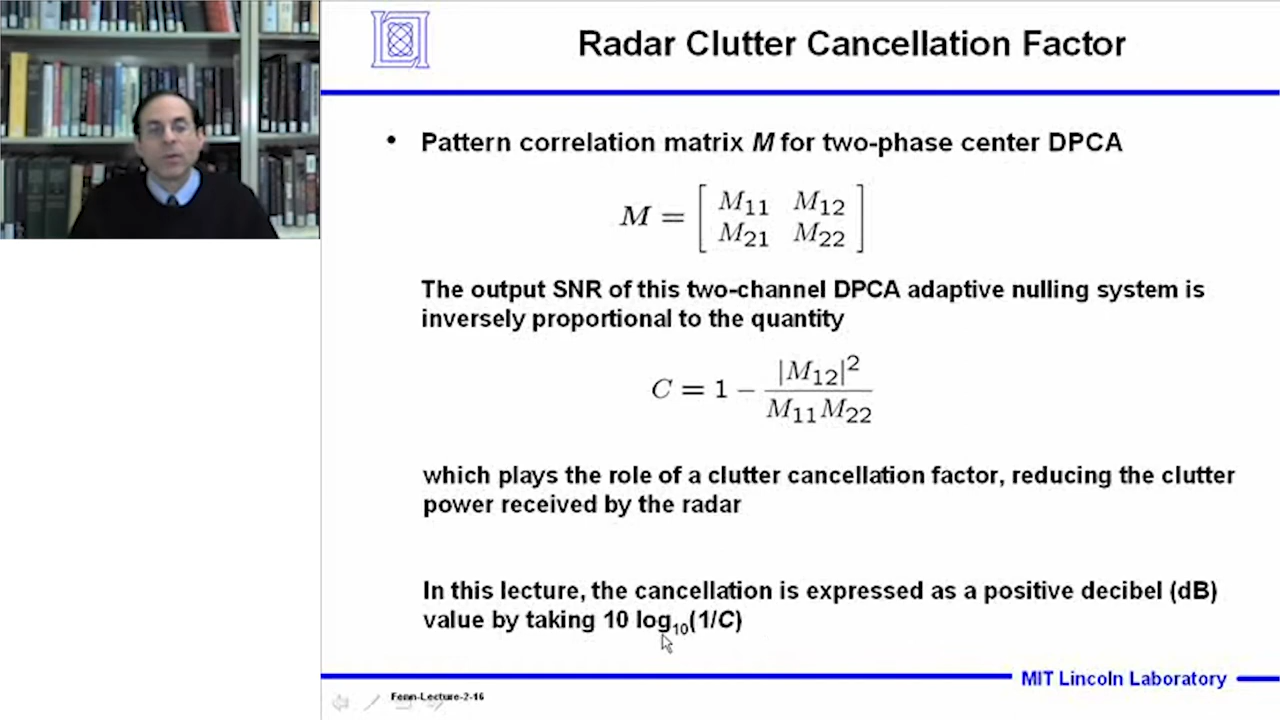 Radar Clutter Cancellation Factor
• Pattern correlation matrix M for two-phase center DPCA
M = [ M11 M12
M21 M22 ]
The output SNR of this two-channel DPCA adaptive nulling system is
inversely proportional to the quantity
C = 1 − |M12|² / M11M22
which plays the role of a clutter cancellation factor, reducing the clutter
power received by the radar
In this lecture, the cancellation is expressed as a positive decibel (dB)
value by taking 10 log10(1/C)
MIT Lincoln Laboratory
Fenn-Lecture-2-16